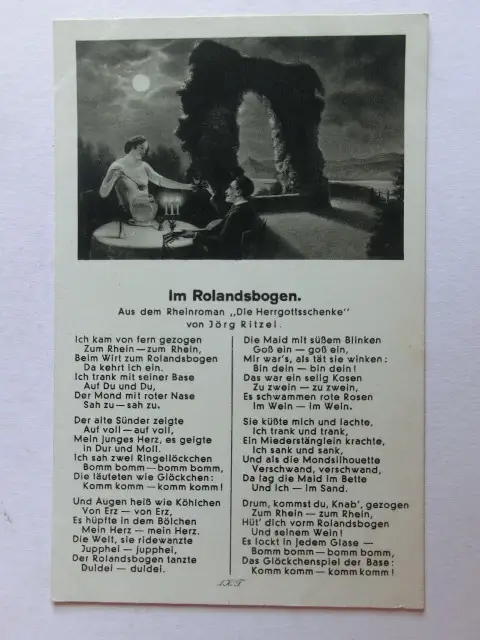 Im Rolandsbogen.
Aus dem Rheinroman „Die Herrgottsschenke"
von Jörg Ritzel.
Ich kam von fern gezogen
Zum Rhein — zum Rhein,
Beim Wirt zum Rolandsbogen
Da kehrt ich ein.
Ich trank mit seiner Base
Auf Du und Du,
Der Mond mit roter Nase
Sah zu — sah zu.
Der alte Sünder zeigte
Auf voll — auf voll,
Mein junges Herz, es geigte
in Dur und Moll.
Ich sah zwei Ringellöckchen
Bomm bomm — bomm bomm,
Die läuteten wie Glöckchen:
Komm komm — komm komm!
Und Augen heiß wie Köhlchen
Von Erz — von Erz,
Es hüpfte in dem Bölchen
Mein Herz — mein Herz.
Die Welt, sie ridewanzte
Jupphei — jupphei,
Der Rolandsbogen tanzte
Duldei — duldei.
Die Maid mit süßem Blinken
Goß ein — goß ein,
Mir war's, als tät sie winken:
Bin dein — bin dein!
Das war ein selig Kosen
Zu zwein — zu zwein,
Es schwammen rote Rosen
Im Wein — im Wein.
Sie küßte mich und lachte,
Ich trank und trank,
Ein Miederstänglein krachte,
Ich sank und sank,
Und als die Mondsilhouette
Verschwand, verschwand,
Da lag die Maid im Bette
Und ich — im Sand.
Drum, kommst du, Knab', gezogen
Zum Rhein — zum Rhein,
Hüt' dich vorm Rolandsbogen
Und seinem Wein!
Es lockt in jedem Glase —
Bomm bomm — bomm bomm,
Das Glöckchenspiel der Base:
Komm komm — komm komm!